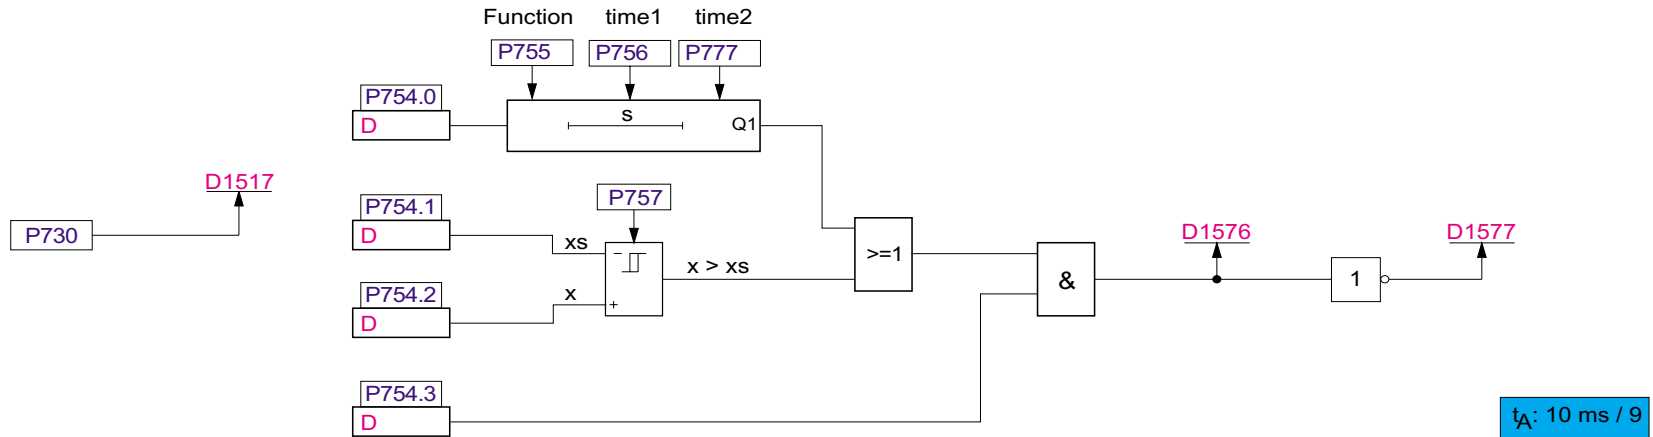 Function time1 time2
P755 P756 P777
P754.0
D
s
Q1
D1517
P730
P754.1
D
xs
P757
-
x > xs
>=1
&
D1576
1
D1577
P754.2
D
x
+
P754.3
D
tA: 10 ms / 9